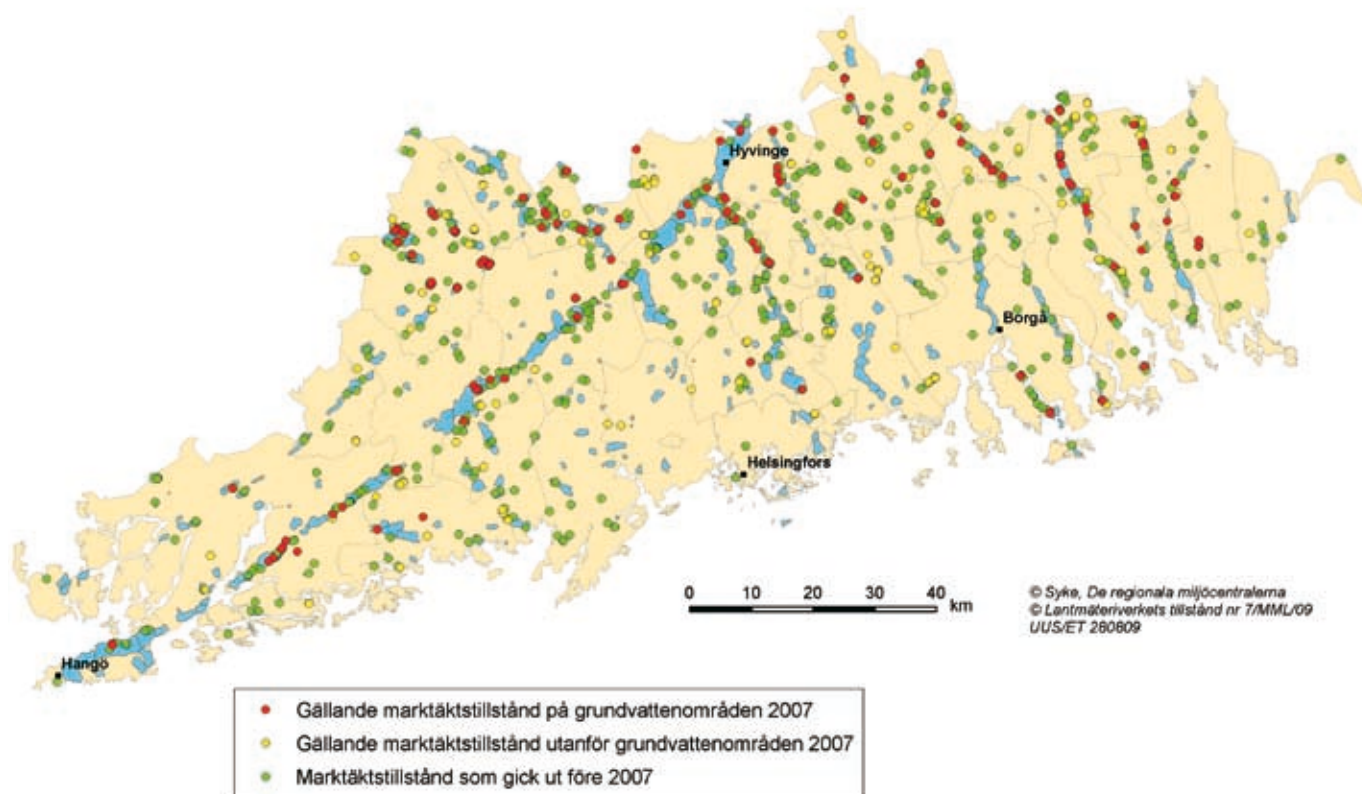 Hyvinge
Borgå
Helsingfors
Hangö
0 10 20 30 40
km
© Syke, De regionala miljöcentralerna
© Lantmäteriverkets tillstånd nr 7/MML/09
UUS/ET 280809
Gällande marktäktstillstånd på grundvattenområden 2007
Gällande marktäktstillstånd utanför grundvattenområden 2007
Marktäktstillstånd som gick ut före 2007